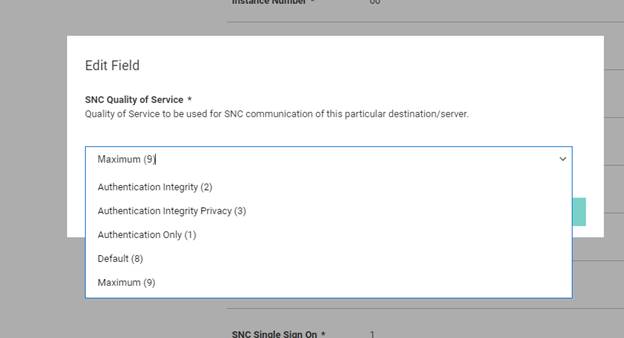 Instance Number *
00
Edit Field
SNC Quality of Service *
Quality of Service to be used for SNC communication of this particular destination/server.
Maximum (9)
Authentication Integrity (2)
Authentication Integrity Privacy (3)
Authentication Only (1)
Default (8)
Maximum (9)
SNC Single Sign On *
1